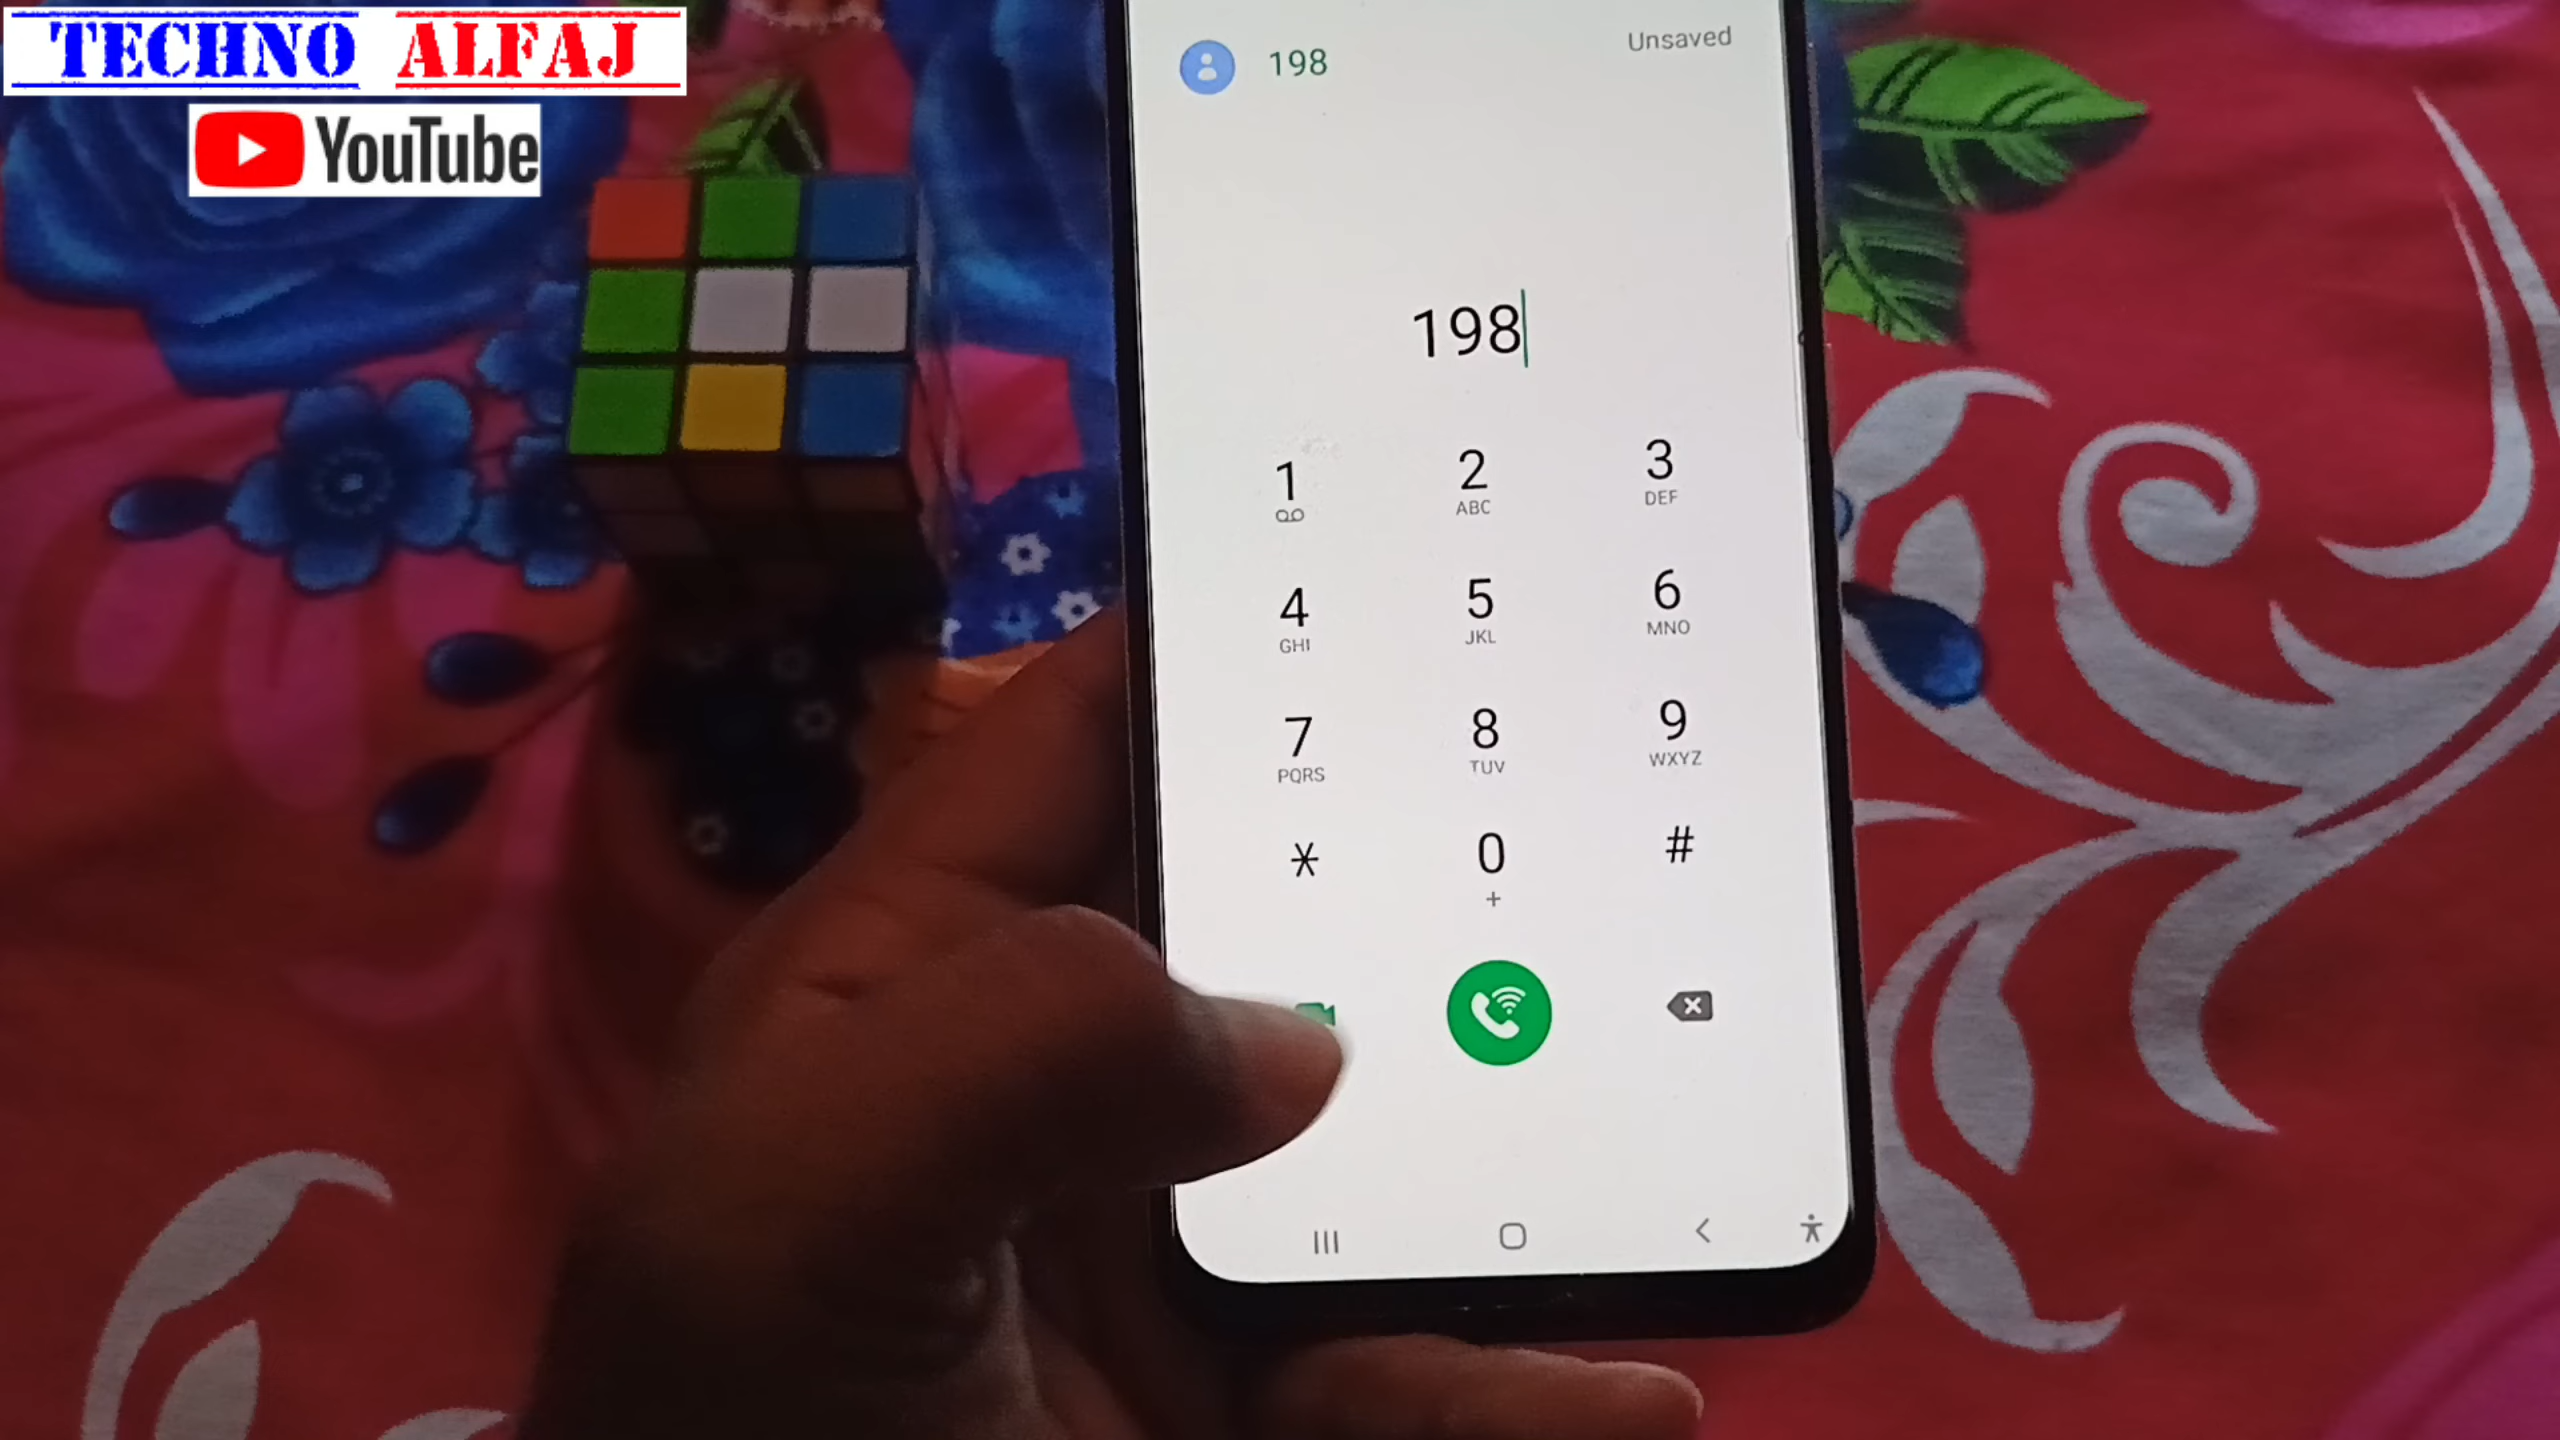 TECHNO ALFAJ
YouTube
198
Unsaved
198
1 2 3
ABC DEF
4 5 6
GHI JKL MNO
7 8 9
PQRS TUV WXYZ
* 0 #
+